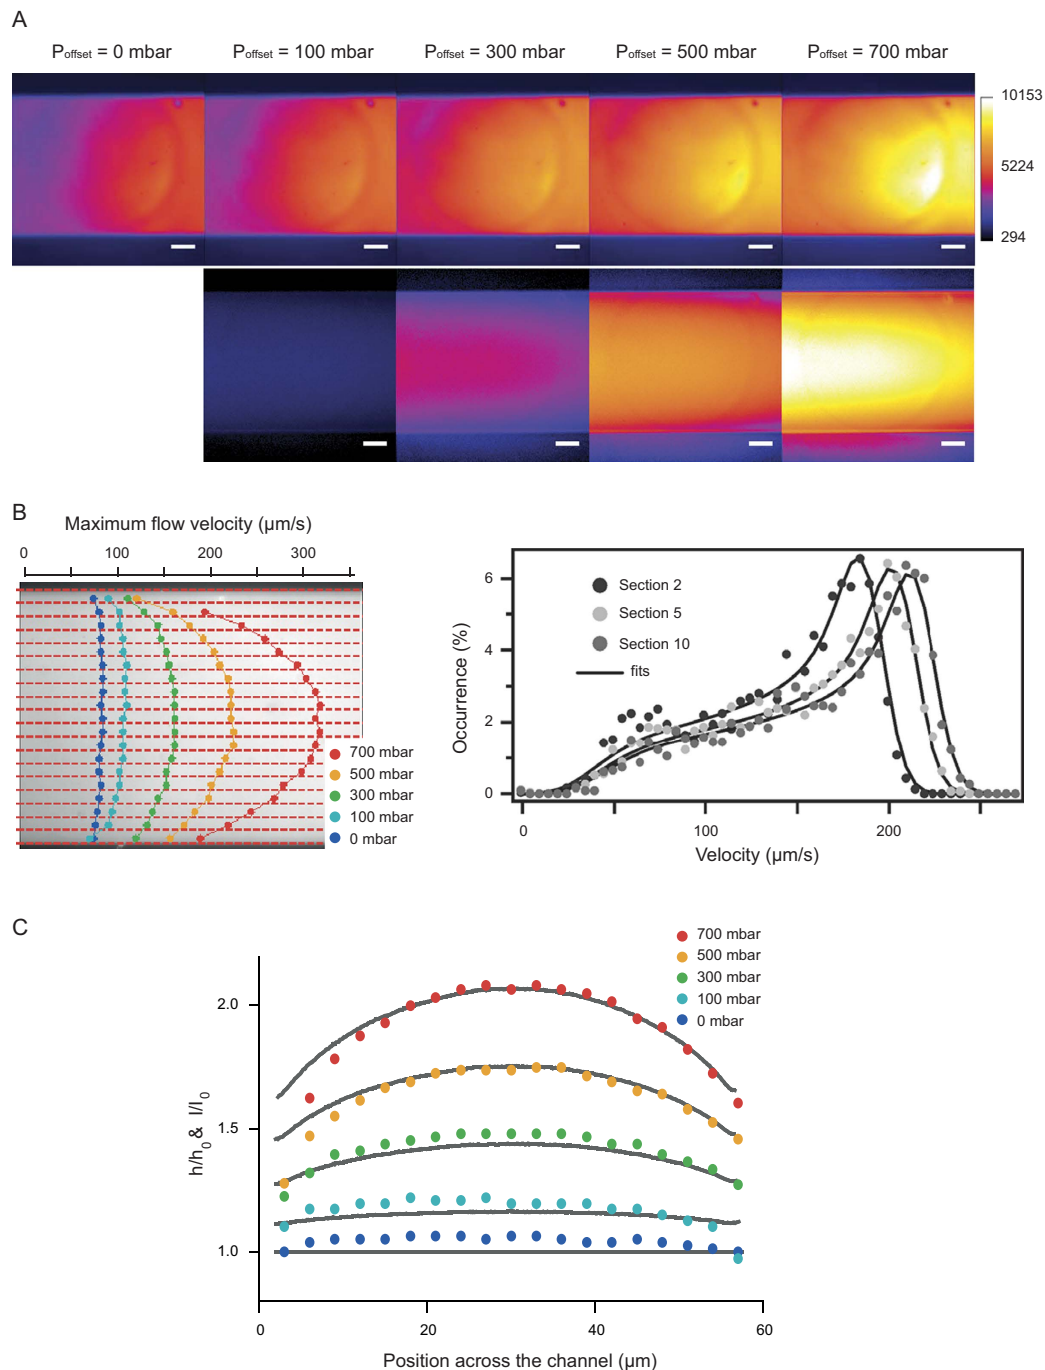 A
Poffset = 0 mbar
Poffset = 100 mbar
Poffset = 300 mbar
Poffset = 500 mbar
Poffset = 700 mbar
10153
5224
294
B
Maximum flow velocity (µm/s)
0
100
200
300
700 mbar
500 mbar
300 mbar
100 mbar
0 mbar
Occurrence (%)
6
4
2
0
Section 2
Section 5
Section 10
fits
0
100
200
Velocity (µm/s)
C
700 mbar
500 mbar
300 mbar
100 mbar
0 mbar
h/h0 & I/I0
2.0
1.5
1.0
0
20
40
60
Position across the channel (µm)